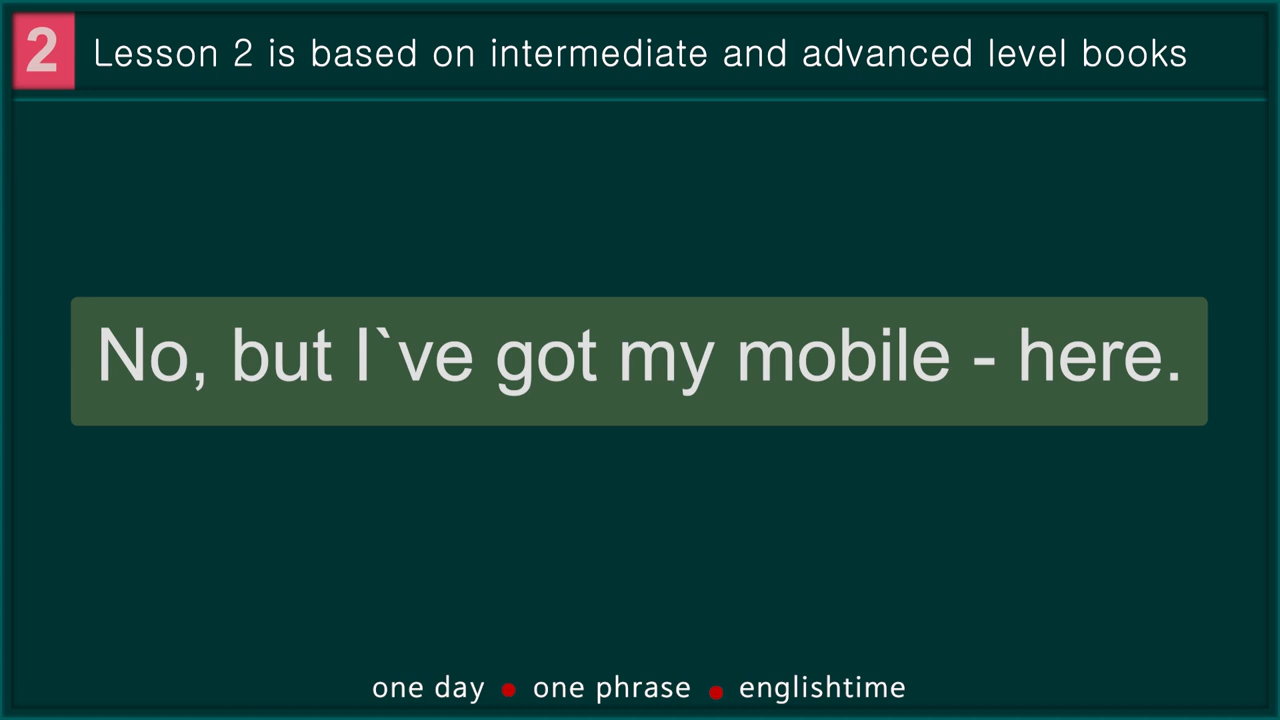 2 Lesson 2 is based on intermediate and advanced level books
No, but I`ve got my mobile - here.
one day • one phrase • englishtime